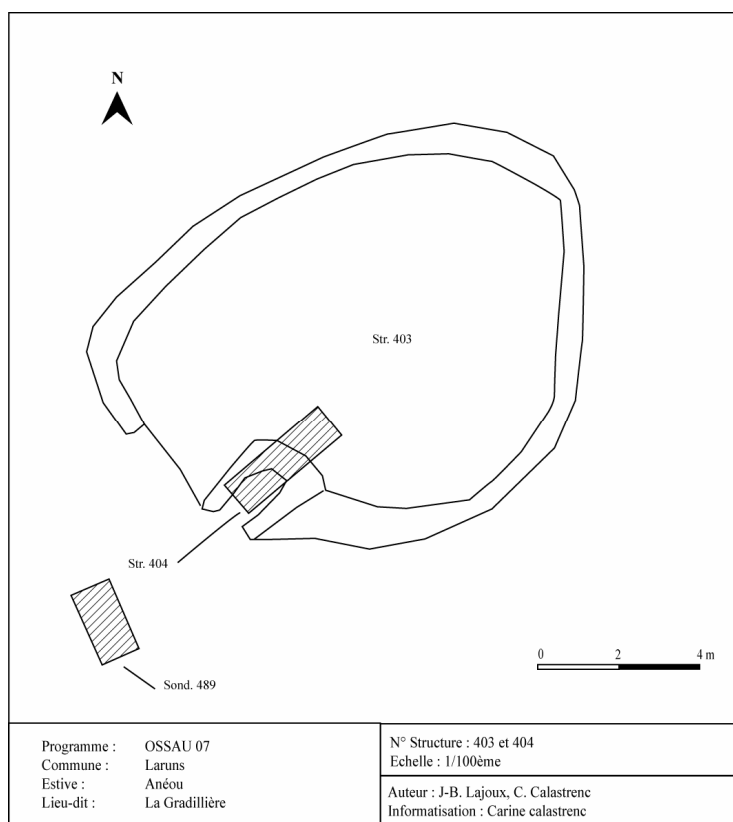 N
Str. 403
Str. 404
Sond. 489
0 2 4 m
Programme : OSSAU 07
Commune : Laruns
Estive : Anéou
Lieu-dit : La Gradillière
N° Structure : 403 et 404
Echelle : 1/100ème
Auteur : J-B. Lajoux, C. Calastrenc
Informatisation : Carine calastrenc